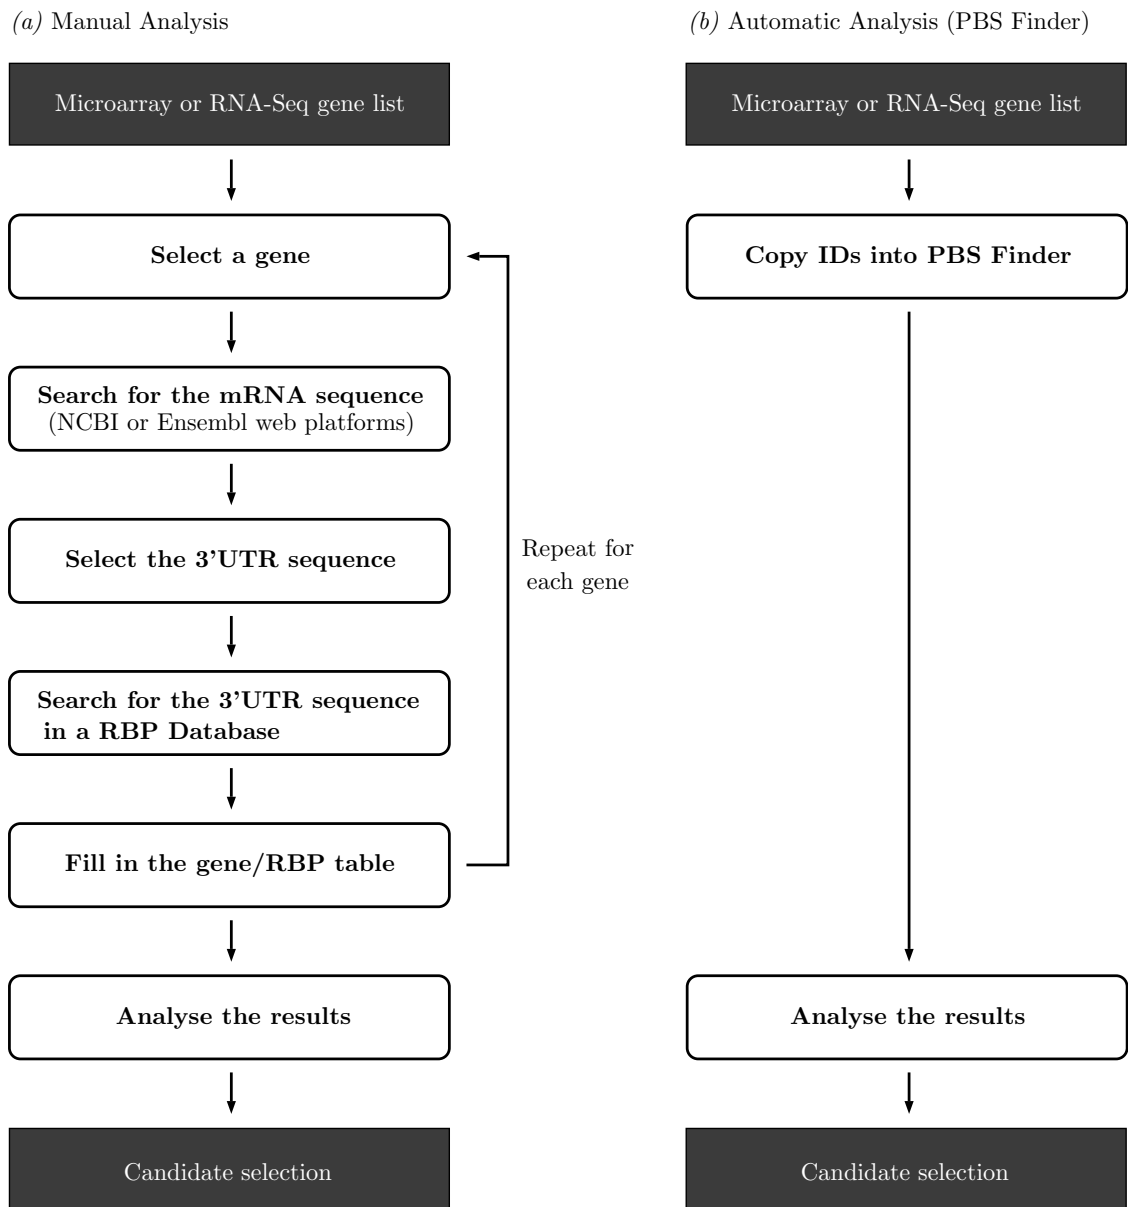 (a) Manual Analysis
Microarray or RNA-Seq gene list
Select a gene
Search for the mRNA sequence
(NCBI or Ensembl web platforms)
Select the 3'UTR sequence
Repeat for
each gene
Search for the 3'UTR sequence
in a RBP Database
Fill in the gene/RBP table
Analyse the results
Candidate selection
(b) Automatic Analysis (PBS Finder)
Microarray or RNA-Seq gene list
Copy IDs into PBS Finder
Analyse the results
Candidate selection